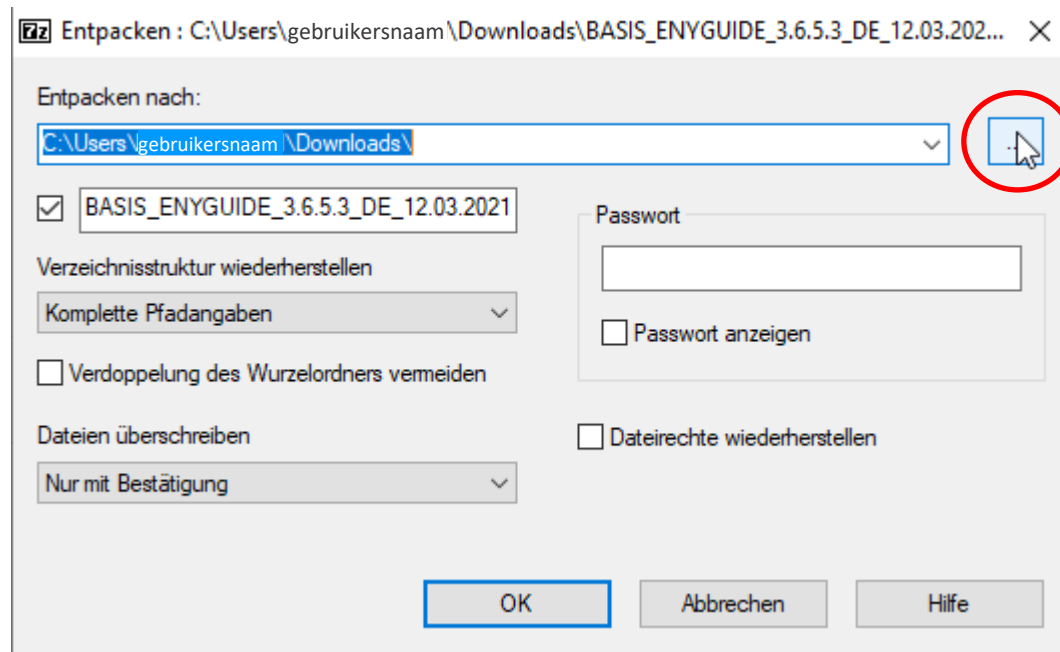 7z Entpacken : C:\Users\gebruikersnaam\Downloads\BASIS_ENYGUIDE_3.6.5.3_DE_12.03.202...
Entpacken nach:
C:\Users\gebruikersnaam\Downloads\
...
BASIS_ENYGUIDE_3.6.5.3_DE_12.03.2021
Passwort
Verzeichnisstruktur wiederherstellen
Komplette Pfadangaben
Passwort anzeigen
Verdoppelung des Wurzelordners vermeiden
Dateien überschreiben
Dateirechte wiederherstellen
Nur mit Bestätigung
OK
Abbrechen
Hilfe